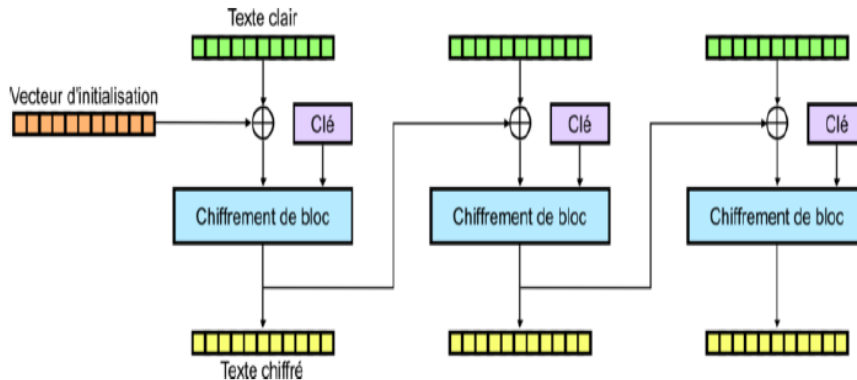 Texte clair
Vecteur d'initialisation
Clé
Clé
Clé
Chiffrement de bloc
Chiffrement de bloc
Chiffrement de bloc
Texte chiffré